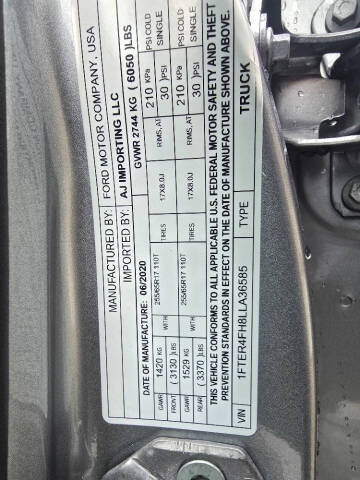 MANUFACTURED BY: FORD MOTOR COMPANY, USA
IMPORTED BY: AJ IMPORTING LLC
DATE OF MANUFACTURE: 06/2020 GVWR 2744 KG ( 6050 )LBS
GAWR 1420 KG WITH 255/65R17 110T TIRES 17X8.0J RIMS, AT 210 KPa PSI COLD
FRONT ( 3130 )LBS 30 )PSI SINGLE
GAWR 1529 KG WITH 255/65R17 110T TIRES 17X8.0J RIMS, AT 210 KPa PSI COLD
REAR ( 3370 )LBS 30 )PSI SINGLE
THIS VEHICLE CONFORMS TO ALL APPLICABLE U.S. FEDERAL MOTOR SAFETY AND THEFT
PREVENTION STANDARDS IN EFFECT ON THE DATE OF MANUFACTURE SHOWN ABOVE.
VIN 1FTER4FH8LLA36585 TYPE TRUCK